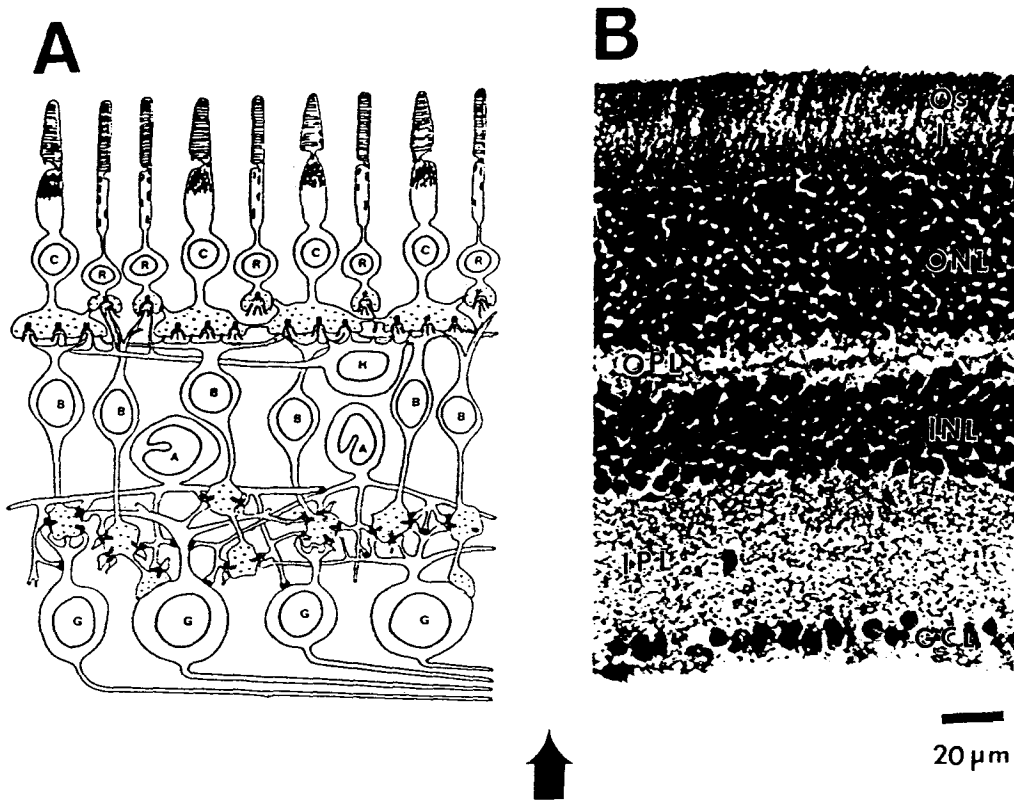 A
B
Os
Is
C R R C R C R C R
ONL
OPL
H
B B B B B B
INL
A A
IPL
G G G G
GCL
20 µm